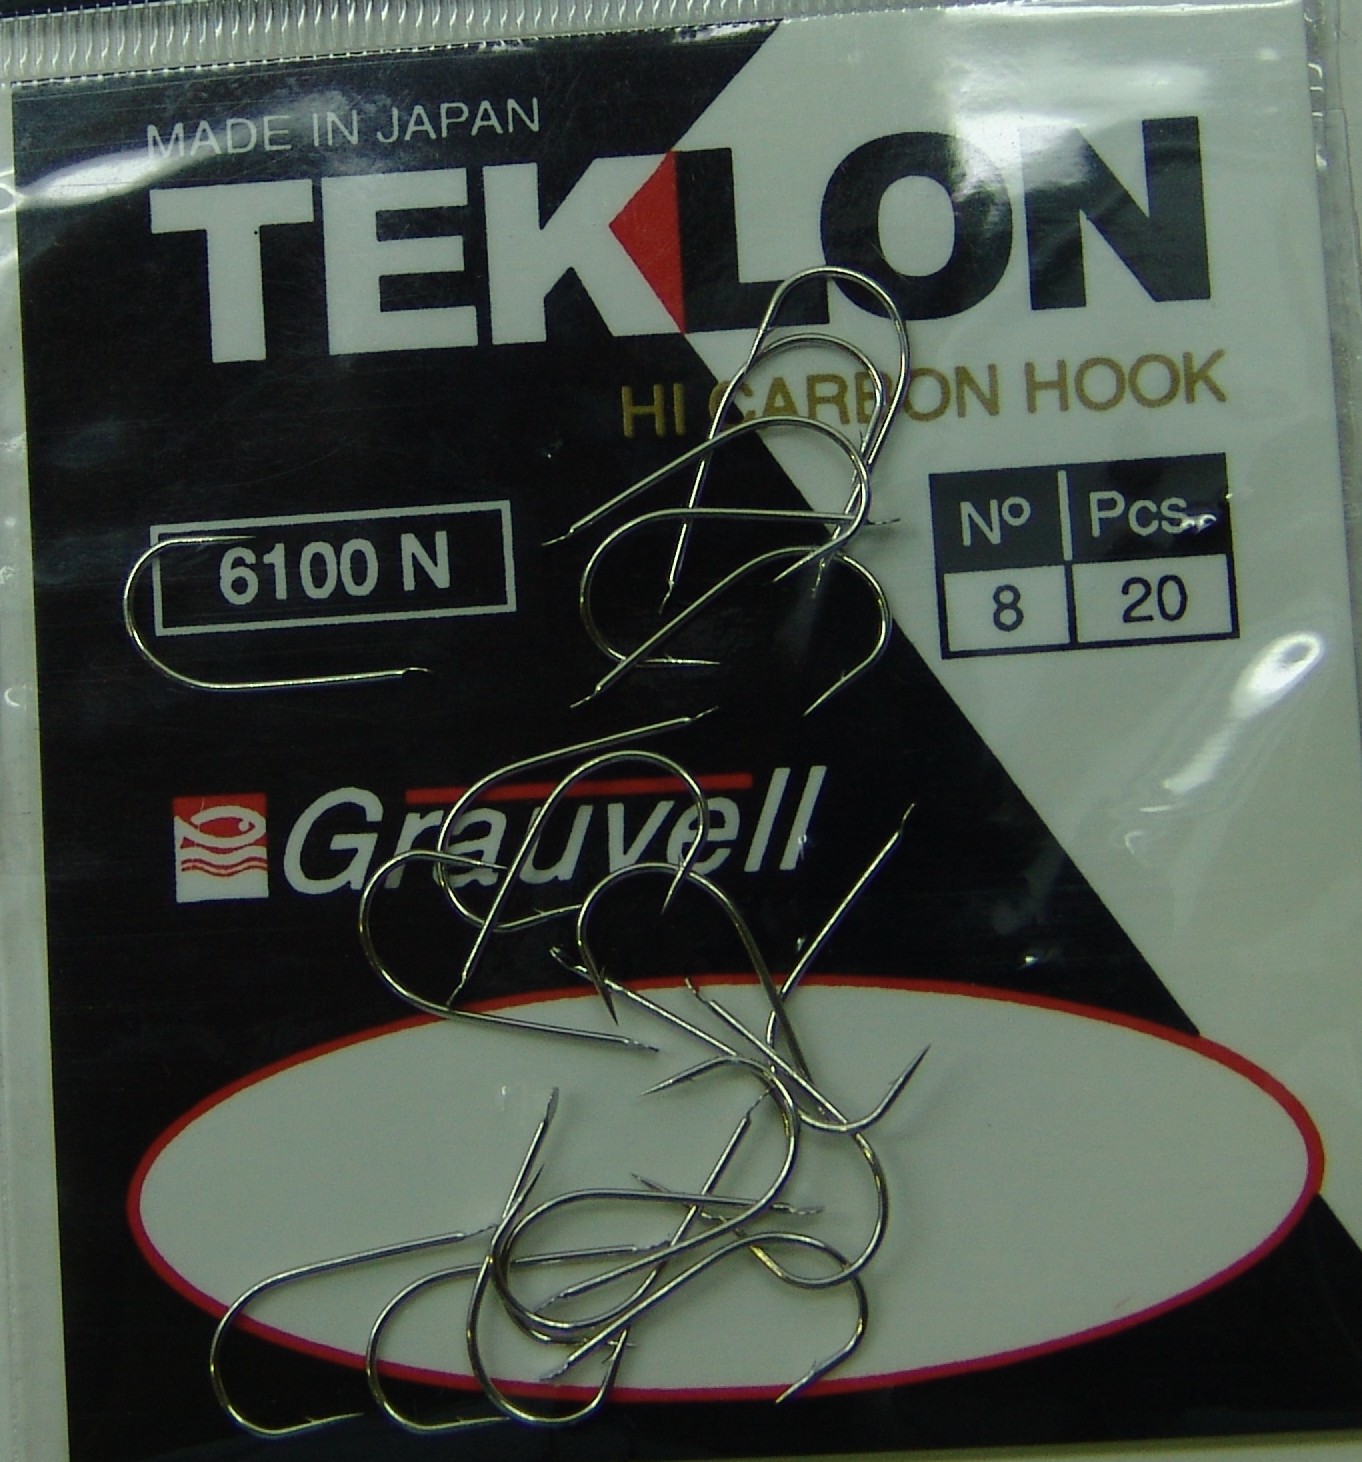 MADE IN JAPAN
TEKLON
HI CARBON HOOK
6100 N
Nº Pcs.
8 20
Grauvell